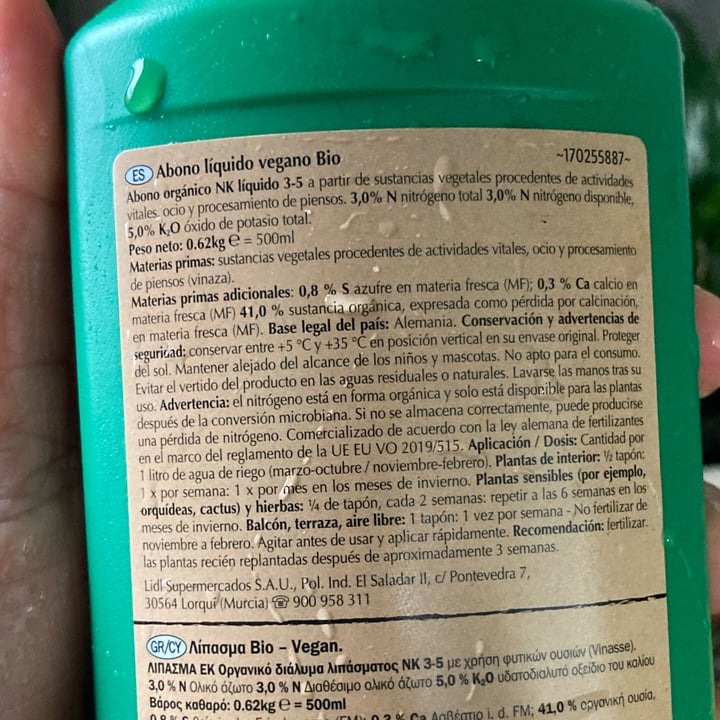 ES Abono líquido vegano Bio ~170255887~
Abono orgánico NK líquido 3-5 a partir de sustancias vegetales procedentes de actividades
vitales, ocio y procesamiento de piensos. 3,0% N nitrógeno total 3,0% N nitrógeno disponible,
5,0% K₂O óxido de potasio total.
Peso neto: 0.62kg e = 500ml
Materias primas: sustancias vegetales procedentes de actividades vitales, ocio y procesamiento
de piensos (vinaza).
Materias primas adicionales: 0,8 % S azufre en materia fresca (MF); 0,3 % Ca calcio en
materia fresca (MF) 41,0 % sustancia orgánica, expresada como pérdida por calcinación,
en materia fresca (MF). Base legal del país: Alemania. Conservación y advertencias de
seguridad: conservar entre +5 °C y +35 °C en posición vertical en su envase original. Proteger
del sol. Mantener alejado del alcance de los niños y mascotas. No apto para el consumo.
Evitar el vertido del producto en las aguas residuales o naturales. Lavarse las manos tras su
uso. Advertencia: el nitrógeno está en forma orgánica y solo está disponible para las plantas
después de la conversión microbiana. Si no se almacena correctamente, puede producirse
una pérdida de nitrógeno. Comercializado de acuerdo con la ley alemana de fertilizantes
en el marco del reglamento de la UE EU VO 2019/515. Aplicación / Dosis: Cantidad por
1 litro de agua de riego (marzo-octubre / noviembre-febrero). Plantas de interior: ½ tapón:
1 x por semana: 1 x por mes en los meses de invierno. Plantas sensibles (por ejemplo,
orquídeas, cactus) y hierbas: ¼ de tapón, cada 2 semanas: repetir a las 6 semanas en los
meses de invierno. Balcón, terraza, aire libre: 1 tapón: 1 vez por semana - No fertilizar de
noviembre a febrero. Agitar antes de usar y aplicar rápidamente. Recomendación: fertilizar.
las plantas recién replantadas después de aproximadamente 3 semanas.
Lidl Supermercados S.A.U., Pol. Ind. El Saladar II, c/ Pontevedra 7,
30564 Lorquí (Murcia) ☎ 900 958 311
GR/CY Λίπασμα Bio – Vegan.
ΛΙΠΑΣΜΑ ΕΚ Οργανικό διάλυμα λιπάσματος NK 3-5 με χρήση φυτικών ουσιών (Vinasse).
3,0 % N Ολικό άζωτο 3,0 % N Διαθέσιμο ολικό άζωτο 5,0 % K₂O υδατοδιαλυτό οξείδιο του καλίου
Βάρος καθαρό: 0.62kg e = 500ml
0,8 % S (FM); 0,3 % Ca Ασβέστιο i. d. FM; 41,0 % οργανική ουσία,